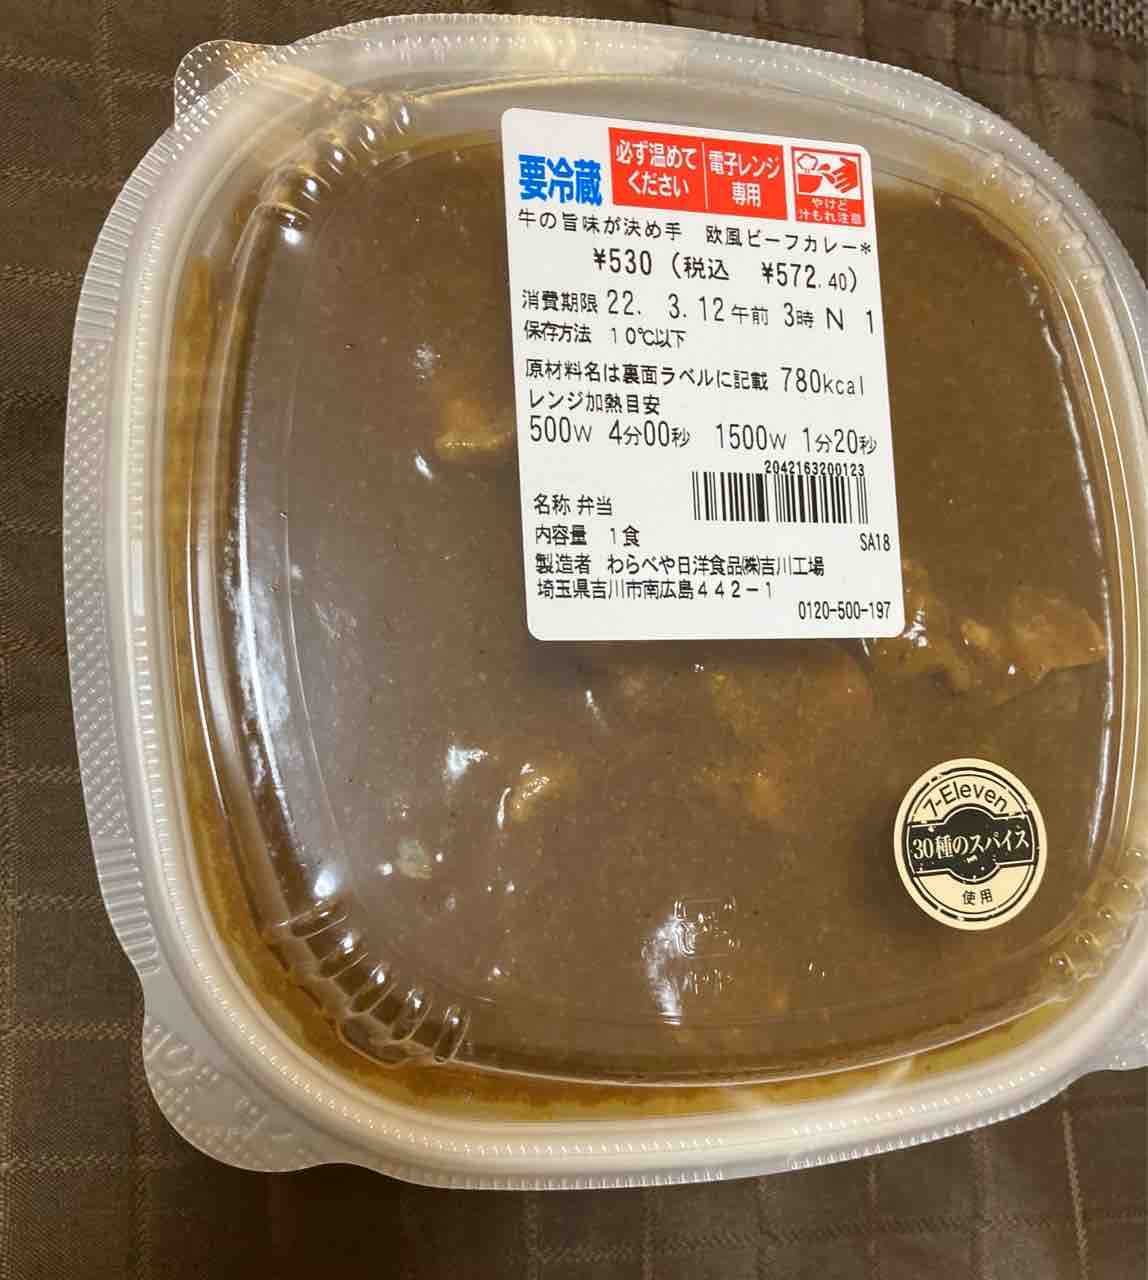 要冷蔵
必ず温めて
ください
電子レンジ
専用
やけど
汁もれ注意
牛の旨味が決め手 欧風ビーフカレー*
¥530 (税込 ¥572.40)
消費期限 22. 3.12午前 3時 N 1
保存方法 10℃以下
原材料名は裏面ラベルに記載 780kcal
レンジ加熱目安
500W 4分00秒 1500W 1分20秒
2042163200123
名称 弁当
内容量 1食
SA18
製造者 わらべや日洋食品㈱吉川工場
埼玉県吉川市南広島442-1
0120-500-197
7-Eleven
30種のスパイス
使用